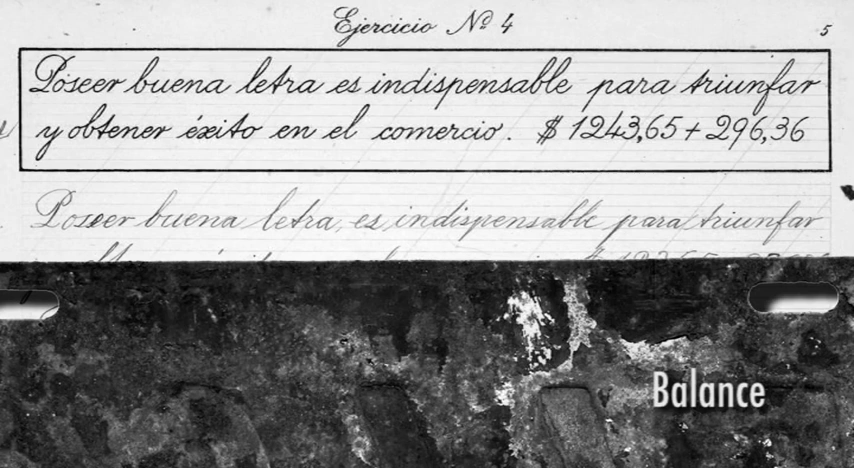 Ejercicio Nº 4
5
Poseer buena letra es indispensable para triunfar
y obtener éxito en el comercio. $ 1243,65 + 296,36
Poseer buena letra, es indispensable para triunfar
Balance